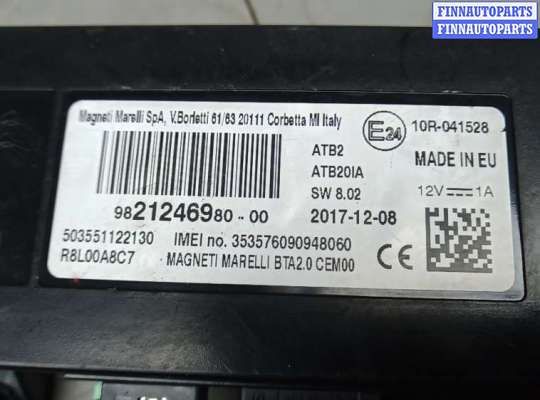 FINNAUTOPARTS
FINNAUTOPARTS
FINNAUTOPARTS
Magneti Marelli SpA, V.Borletti 61/63 20111 Corbetta MI Italy
E24
10R-041528
ATB2
ATB20IA
MADE IN EU
SW 8.02
12V 1A
9821246980-00
2017-12-08
503551122130
IMEI no. 353576090948060
R8L00A8C7
MAGNETI MARELLI BTA2.0 CEM00
CE